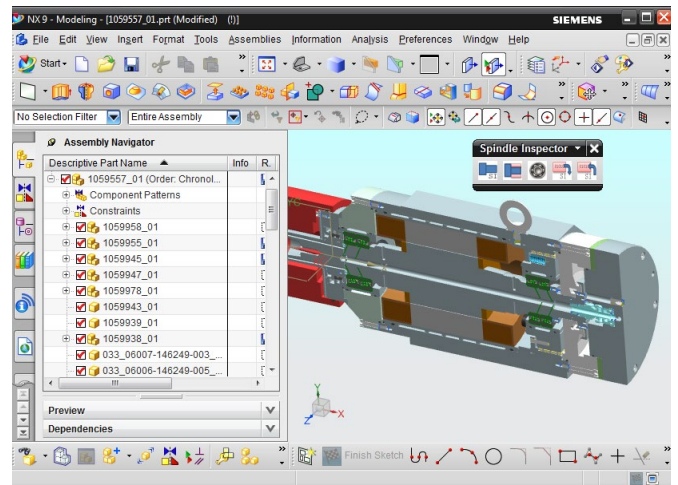 NX 9 - Modeling - [1059557_01.prt (Modified) (!)]
SIEMENS
File Edit View Insert Format Tools Assemblies Information Analysis Preferences Window Help
Start
No Selection Filter Entire Assembly
Assembly Navigator
Spindle Inspector
Descriptive Part Name Info R.
1059557_01 (Order: Chronol...
Component Patterns
Constraints
1059958_01
1059955_01
1059945_01
1059947_01
1059978_01
1059943_01
1059939_01
1059938_01
033_06007-146249-003_...
033_06006-146249-005_...
Y
Z X
Preview
Dependencies
Finish Sketch